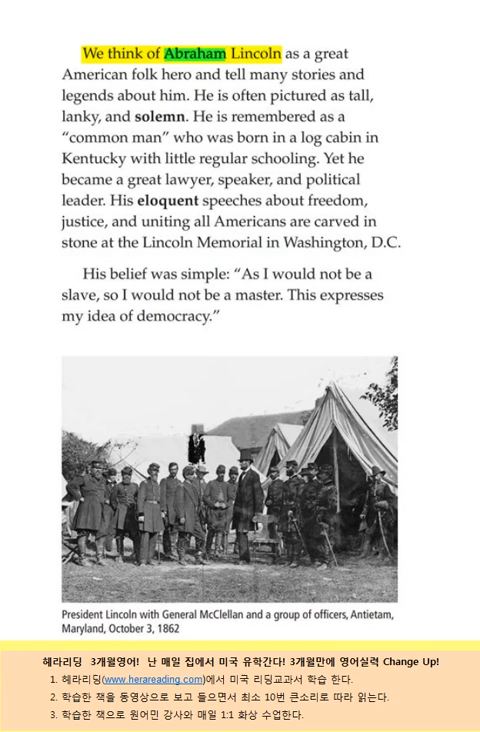 We think of Abraham Lincoln as a great
American folk hero and tell many stories and
legends about him. He is often pictured as tall,
lanky, and solemn. He is remembered as a
“common man” who was born in a log cabin in
Kentucky with little regular schooling. Yet he
became a great lawyer, speaker, and political
leader. His eloquent speeches about freedom,
justice, and uniting all Americans are carved in
stone at the Lincoln Memorial in Washington, D.C.
His belief was simple: “As I would not be a
slave, so I would not be a master. This expresses
my idea of democracy.”
President Lincoln with General McClellan and a group of officers, Antietam,
Maryland, October 3, 1862
헤라리딩 3개월영어! 난 매일 집에서 미국 유학간다! 3개월만에 영어실력 Change Up!
1. 헤라리딩(www.herareading.com)에서 미국 리딩교과서 학습 한다.
2. 학습한 책을 동영상으로 보고 들으면서 최소 10번 큰소리로 따라 읽는다.
3. 학습한 책으로 원어민 강사와 매일 1:1 화상 수업한다.